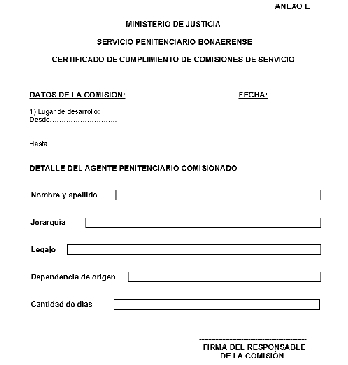 ANEXO E
MINISTERIO DE JUSTICIA
SERVICIO PENITENCIARIO BONAERENSE
CERTIFICADO DE CUMPLIMIENTO DE COMISIONES DE SERVICIO
DATOS DE LA COMISION: FECHA:
1) Lugar de desarrollo:
Desde..............................
Hasta
DETALLE DEL AGENTE PENITENCIARIO COMISIONADO
Nombre y apellido
Jerarquía
Legajo
Dependencia de origen
Cantidad de días
FIRMA DEL RESPONSABLE
DE LA COMISIÓN